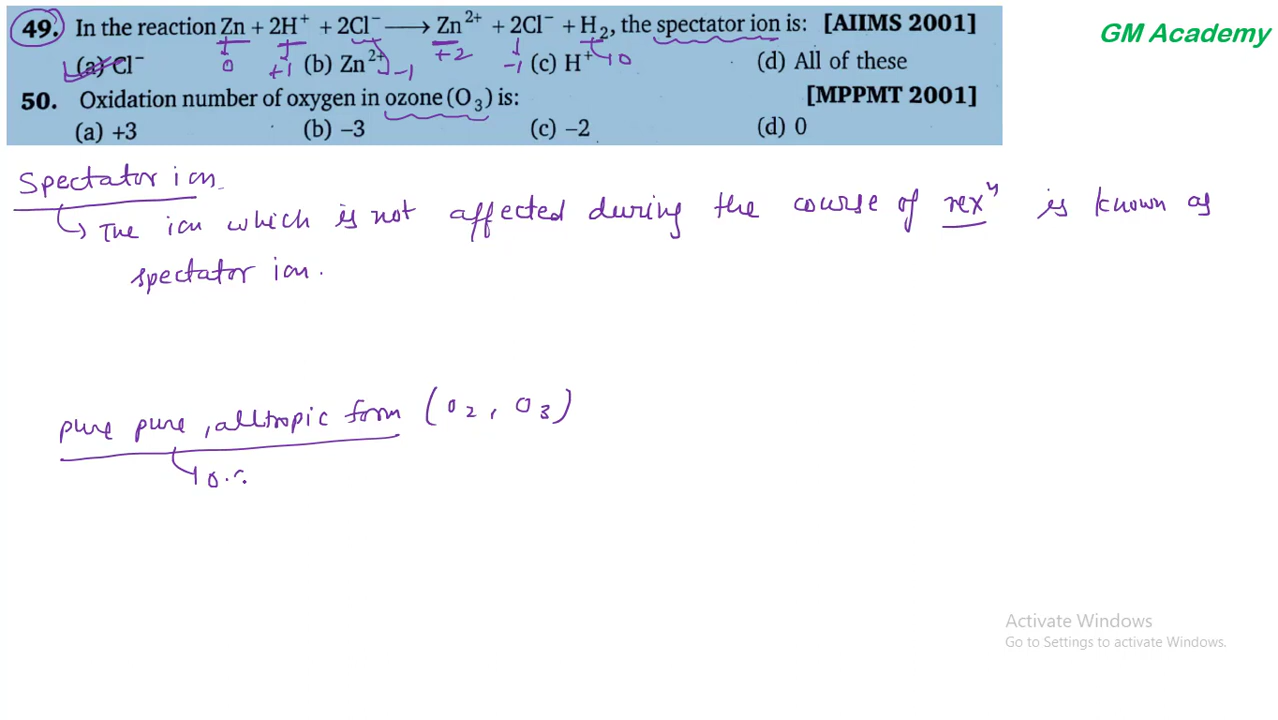 49. In the reaction Zn + 2H⁺ + 2Cl⁻ ⟶ Zn²⁺ + 2Cl⁻ + H₂, the spectator ion is: [AIIMS 2001]
GM Academy
0 +1 -1 +2 -1 0
(a) Cl⁻ (b) Zn²⁺ (c) H⁺ (d) All of these
50. Oxidation number of oxygen in ozone (O₃) is: [MPPMT 2001]
(a) +3 (b) –3 (c) –2 (d) 0
Spectator ion
The ion which is not affected during the course of rexⁿ is known as
spectator ion.
pure pure, alltropic form (O₂, O₃)
Activate Windows
Go to Settings to activate Windows.